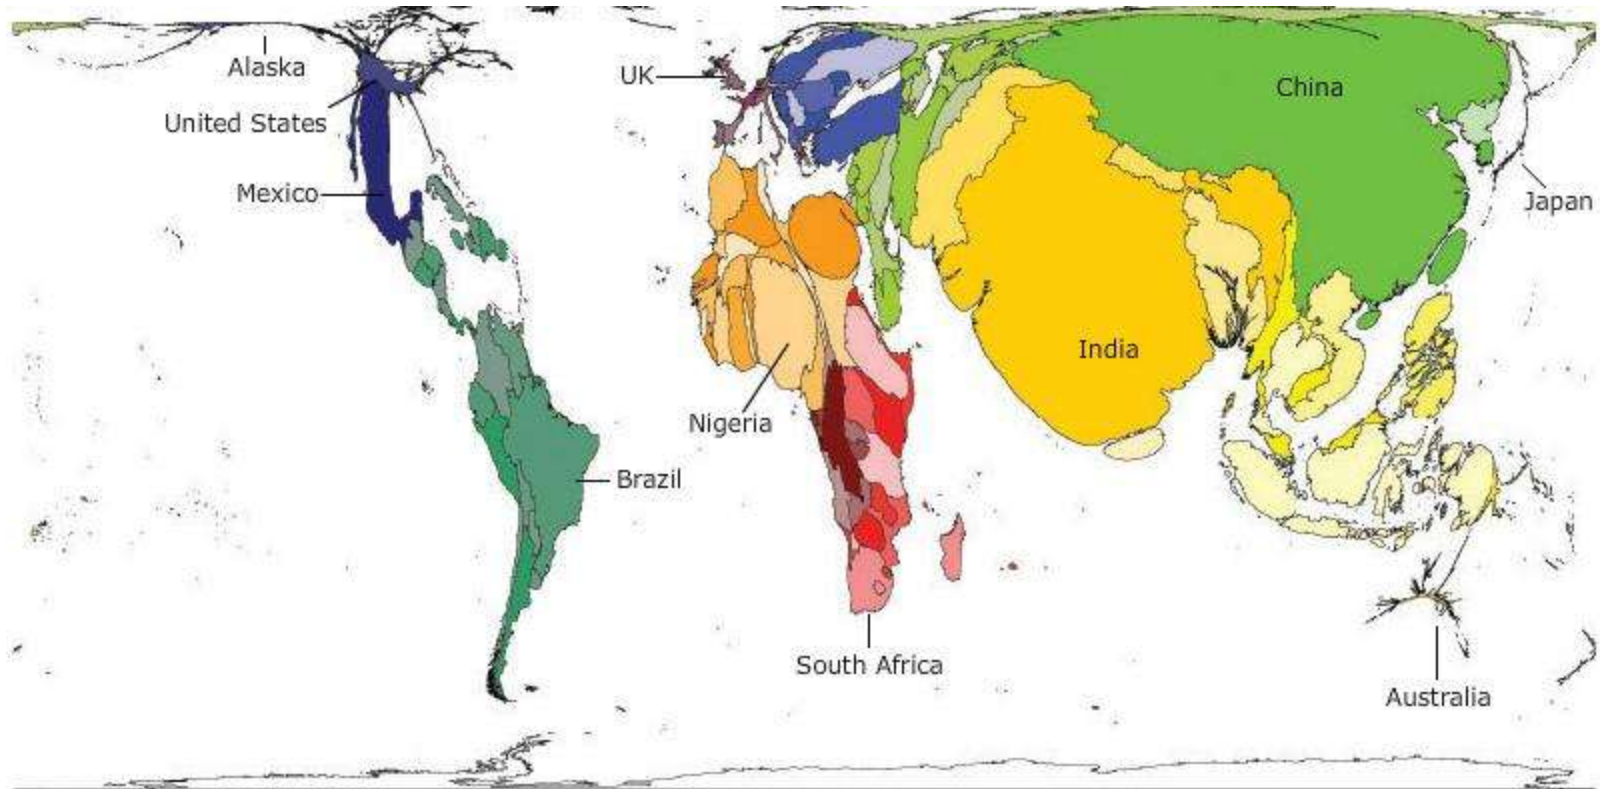 Alaska
UK
China
United States
Mexico
Japan
India
Nigeria
Brazil
South Africa
Australia